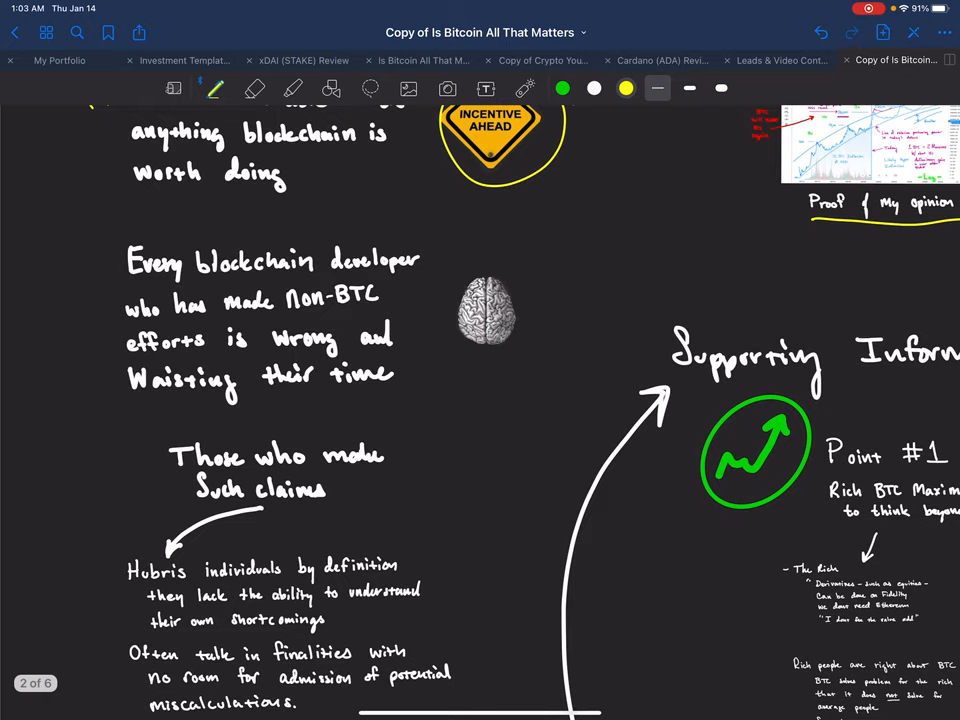 1:03 AM Thu Jan 14
91%
Copy of Is Bitcoin All That Matters
My Portfolio
Investment Templat...
xDAI (STAKE) Review
Is Bitcoin All That M...
Copy of Crypto You...
Cardano (ADA) Revi...
Leads & Video Cont...
Copy of Is Bitcoin...
anything blockchain is
worth doing
INCENTIVE
AHEAD
Every blockchain developer
who has made Non-BTC
efforts is wrong and
Waisting their time
Those who make
Such claims
Hubris individuals by definition
they lack the ability to understand
their own shortcomings
Often talk in finalities with
no room for admission of potential
miscalculations.
2 of 6
Proof of My opinion
Supporting Inform
Point #1
Rich BTC Maxim
to think beyon
- The Rich
"Derivatives - such as equities -
Can be done on Fidelity
We dont need Ethereum
"I dont see the value add"
Rich people are right about BTC
BTC solves problem for the rich
that it does not solve for
average people